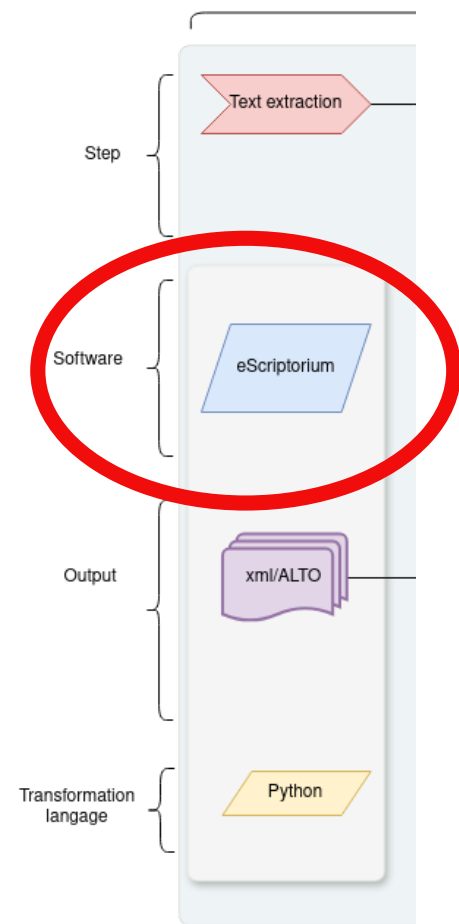 Text extraction
Step
Software
eScriptorium
Output
xml/ALTO
Transformation
langage
Python